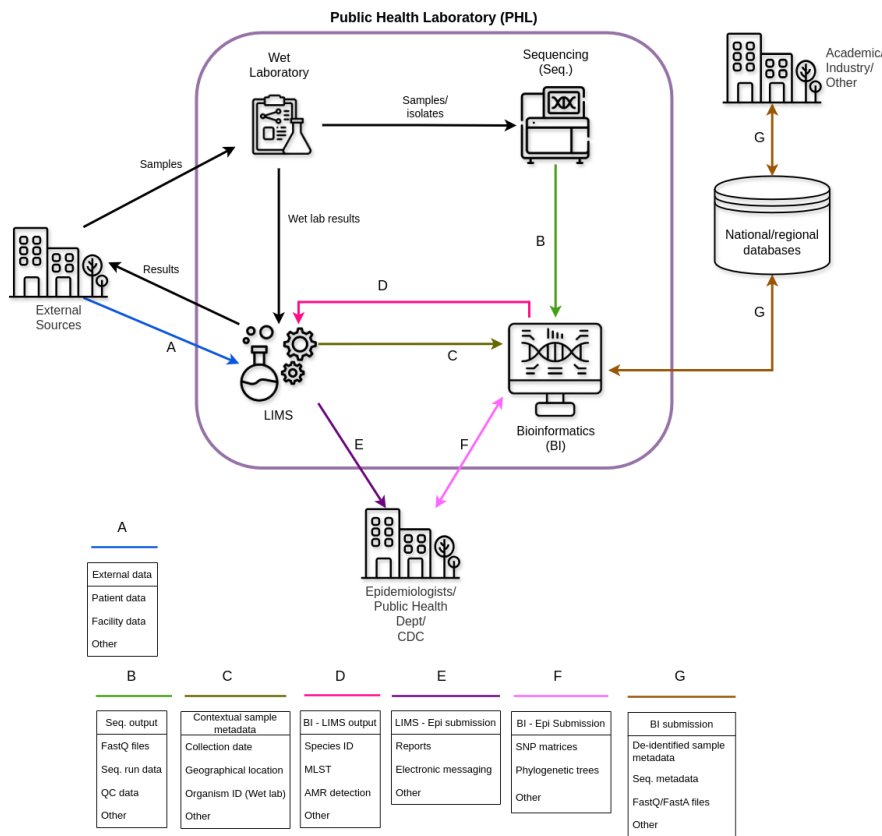 Public Health Laboratory (PHL)
Wet
Laboratory
Sequencing
(Seq.)
Academic/
Industry/
Other
Samples/
isolates
G
Samples
Wet lab results
National/regional
databases
B
Results
D
G
External
Sources
A
C
LIMS
Bioinformatics
(BI)
E
F
Epidemiologists/
Public Health
Dept/
CDC
A
External data
Patient data
Facility data
Other
B
Seq. output
FastQ files
Seq. run data
QC data
Other
C
Contextual sample
metadata
Collection date
Geographical location
Organism ID (Wet lab)
Other
D
BI - LIMS output
Species ID
MLST
AMR detection
Other
E
LIMS - Epi submission
Reports
Electronic messaging
Other
F
BI - Epi Submission
SNP matrices
Phylogenetic trees
Other
G
BI submission
De-identified sample
metadata
Seq. metadata
FastQ/FastA files
Other